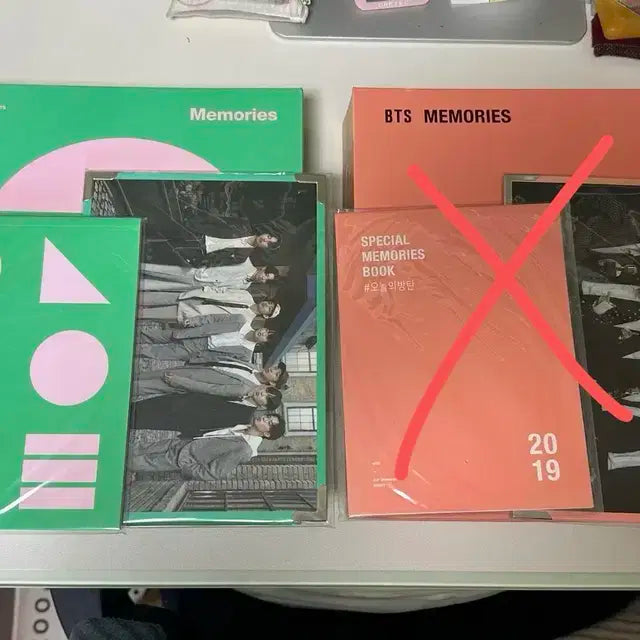 Memories
BTS MEMORIES
SPECIAL
MEMORIES
BOOK
#오늘의방탄
20
19